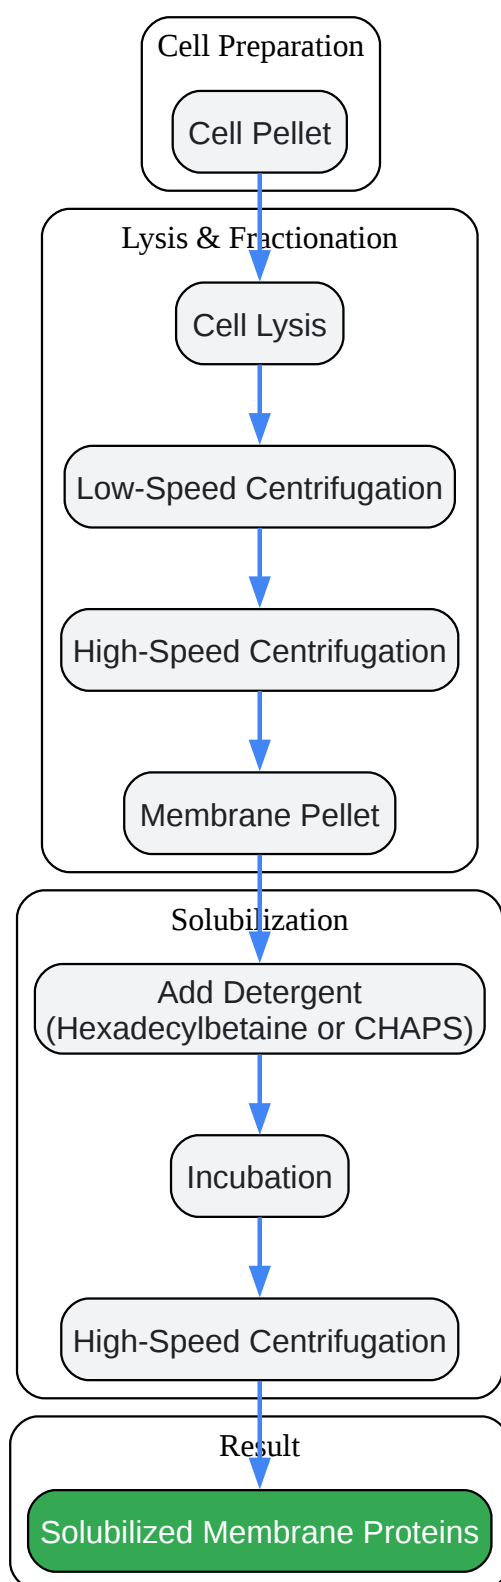 Cell Preparation
Cell Pellet
Lysis & Fractionation
Cell Lysis
Low-Speed Centrifugation
High-Speed Centrifugation
Membrane Pellet
Solubilization
Add Detergent
(Hexadecylbetaine or CHAPS)
Incubation
High-Speed Centrifugation
Result
Solubilized Membrane Proteins